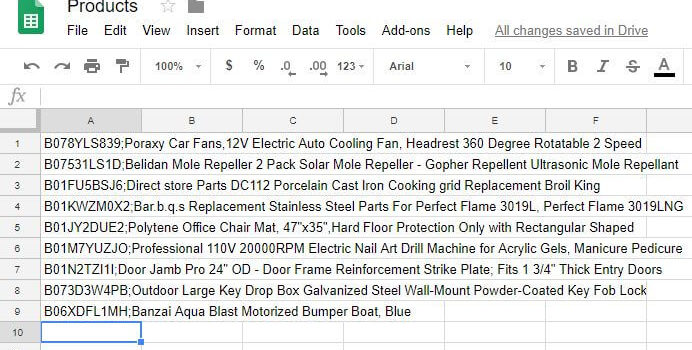 Products
File Edit View Insert Format Data Tools Add-ons Help All changes saved in Drive
100% $ % .0 .00 123 Arial 10 B I S A
fx
A B C D E F
1 B078YLS839;Poraxy Car Fans,12V Electric Auto Cooling Fan, Headrest 360 Degree Rotatable 2 Speed
2 B07531LS1D;Belidan Mole Repeller 2 Pack Solar Mole Repeller - Gopher Repellent Ultrasonic Mole Repellant
3 B01FU5BSJ6;Direct store Parts DC112 Porcelain Cast Iron Cooking grid Replacement Broil King
4 B01KWZM0X2;Bar.b.q.s Replacement Stainless Steel Parts For Perfect Flame 3019L, Perfect Flame 3019LNG
5 B01JY2DUE2;Polytene Office Chair Mat, 47"x35",Hard Floor Protection Only with Rectangular Shaped
6 B01M7YUZJO;Professional 110V 20000RPM Electric Nail Art Drill Machine for Acrylic Gels, Manicure Pedicure
7 B01N2TZI1I;Door Jamb Pro 24" OD - Door Frame Reinforcement Strike Plate; Fits 1 3/4" Thick Entry Doors
8 B073D3W4PB;Outdoor Large Key Drop Box Galvanized Steel Wall-Mount Powder-Coated Key Fob Lock
9 B06XDFL1MH;Banzai Aqua Blast Motorized Bumper Boat, Blue
10